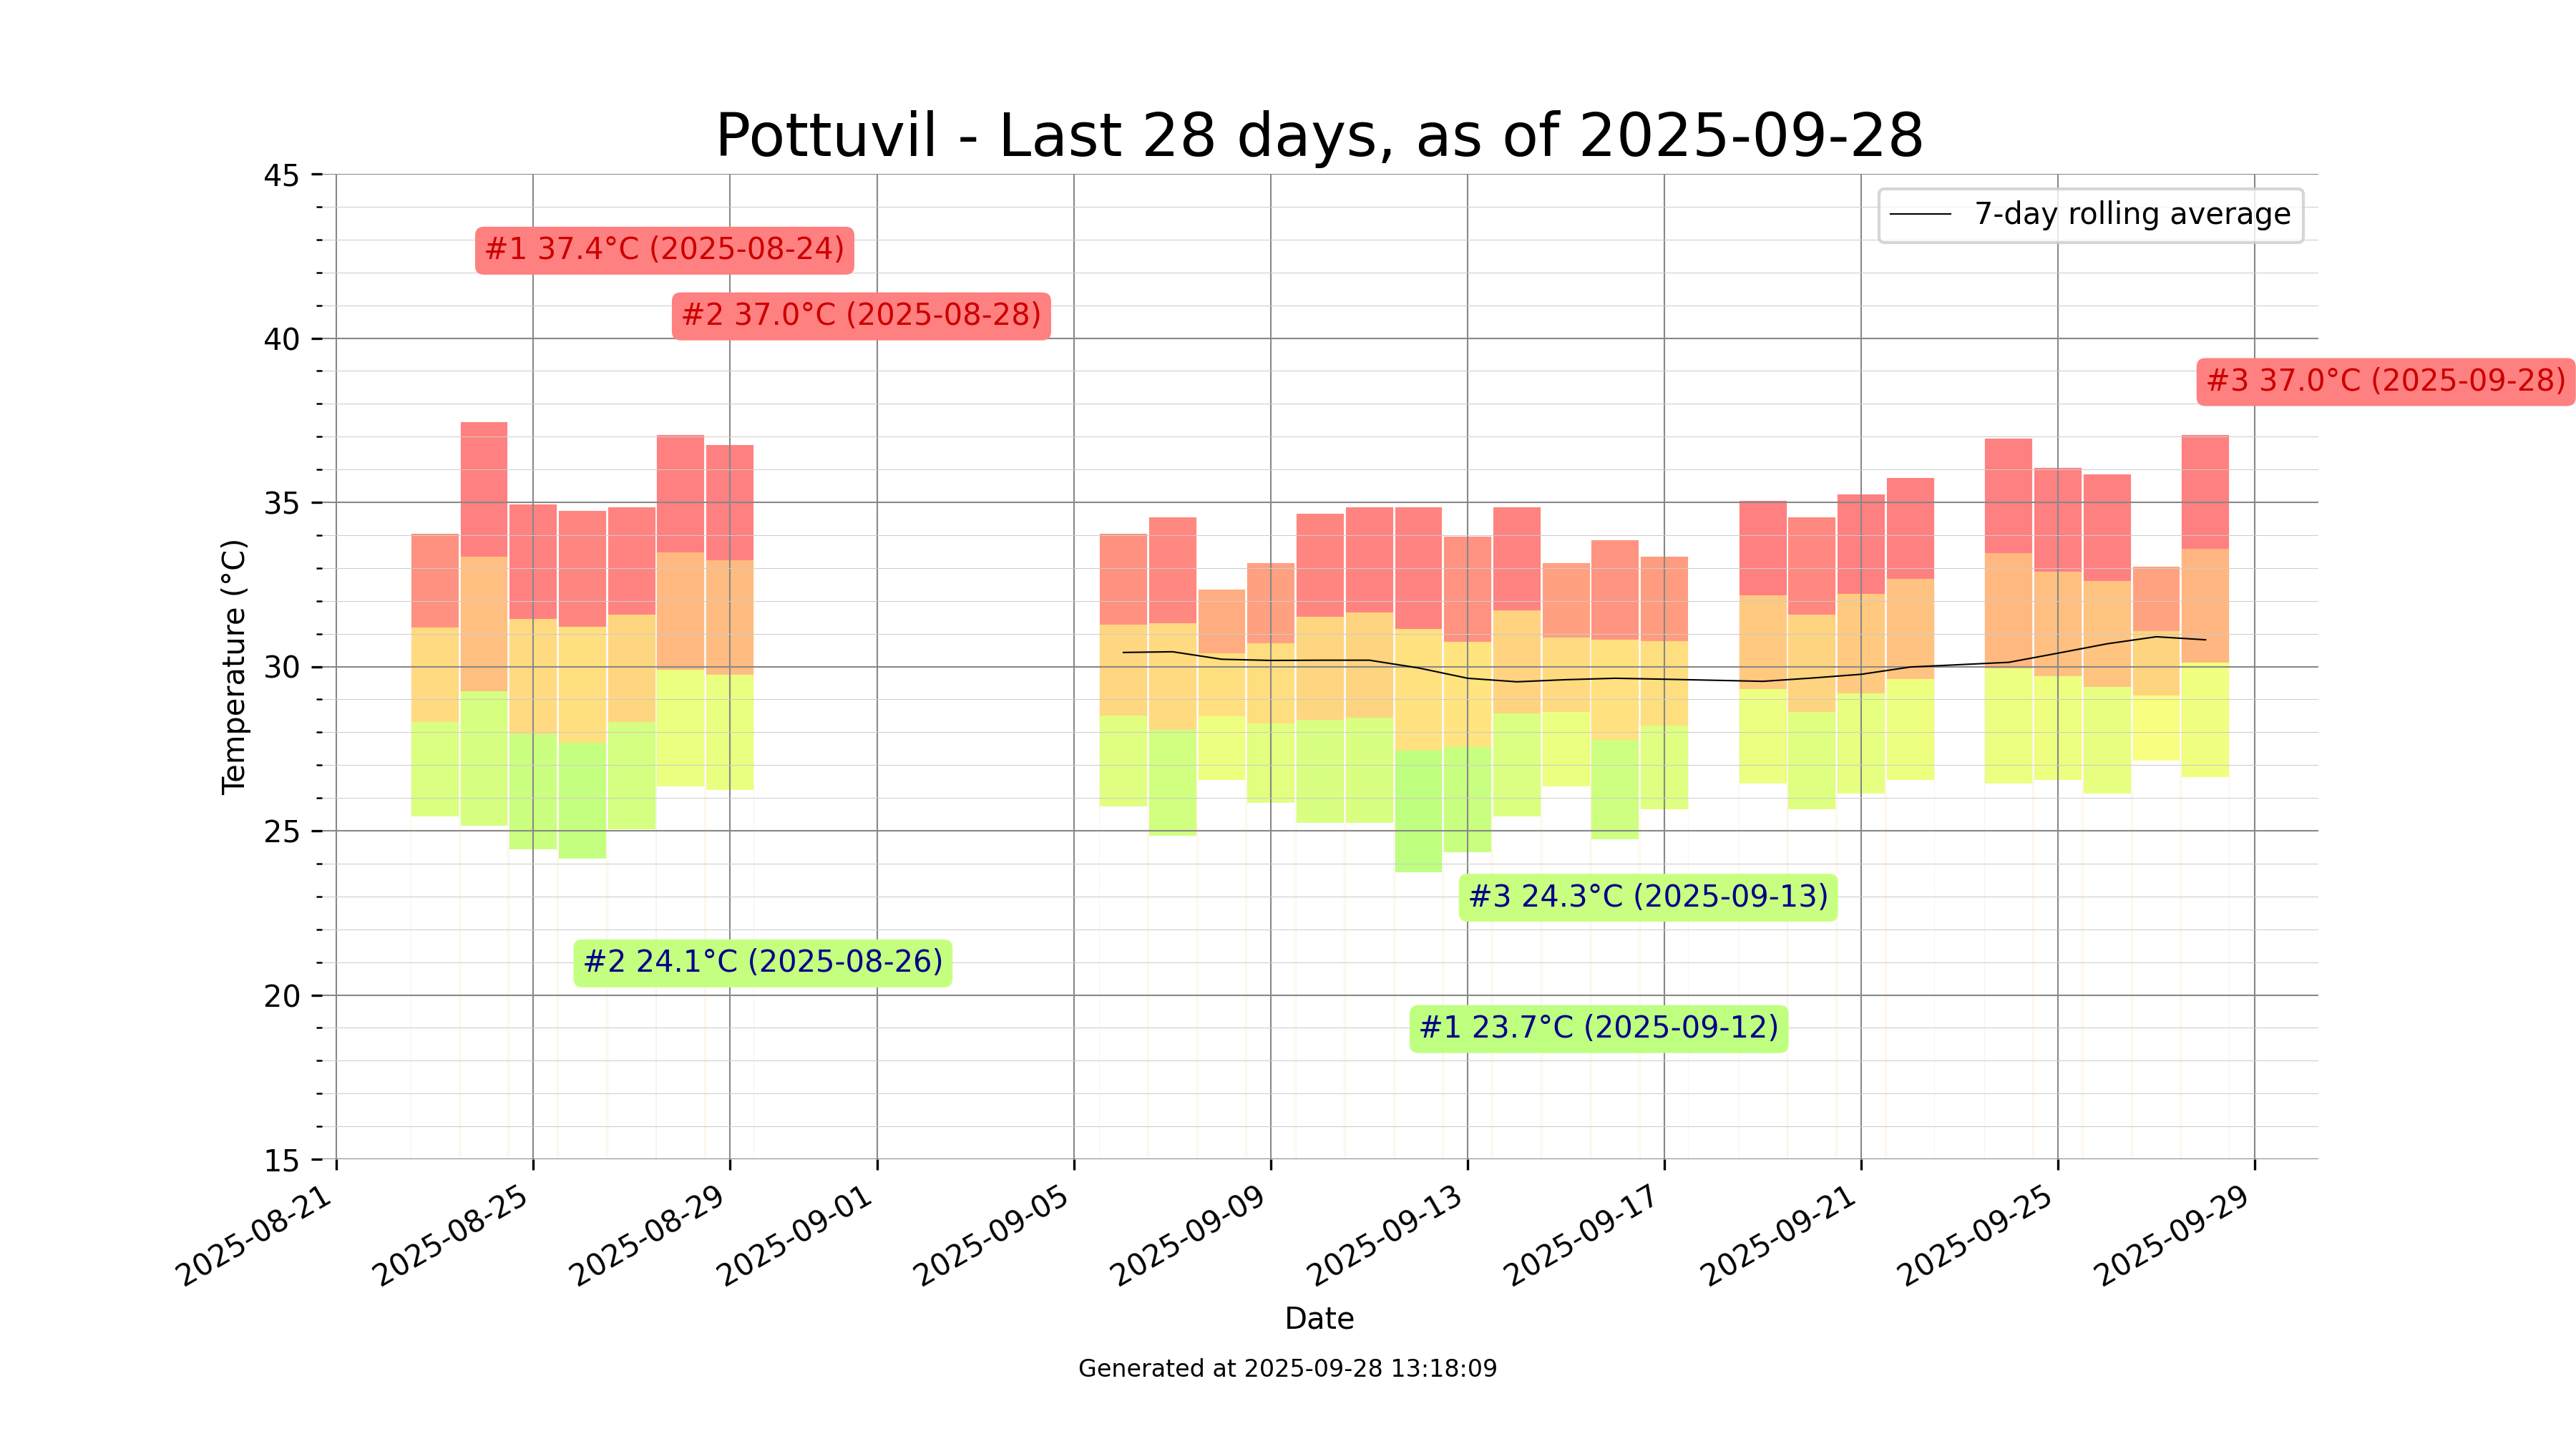 Pottuvil - Last 28 days, as of 2025-09-28
45
7-day rolling average
#1 37.4°C (2025-08-24)
#2 37.0°C (2025-08-28)
40
#3 37.0°C (2025-09-28)
35
Temperature (°C)
30
25
#3 24.3°C (2025-09-13)
#2 24.1°C (2025-08-26)
20
#1 23.7°C (2025-09-12)
15
2025-08-21
2025-08-25
2025-08-29
2025-09-01
2025-09-05
2025-09-09
2025-09-13
2025-09-17
2025-09-21
2025-09-25
2025-09-29
Date
Generated at 2025-09-28 13:18:09